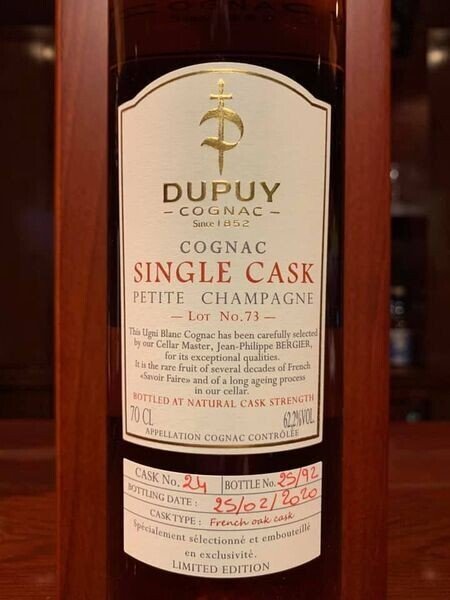 DUPUY
– COGNAC –
Since 1852
COGNAC
SINGLE CASK
PETITE CHAMPAGNE
— LOT No.73 —
This Ugni Blanc Cognac has been carefully selected
by our Cellar Master, Jean-Philippe BERGIER,
for its exceptional qualities.
It is the rare fruit of several decades of French
«Savoir Faire» and of a long ageing process
in our cellar.
BOTTLED AT NATURAL CASK STRENGTH
70 CL 62,2%VOL.
APPELLATION COGNAC CONTRÔLÉE
CASK No. 24 BOTTLE No. 25/92
BOTTLING DATE : 25/02/2020
CASK TYPE : French oak cask
Spécialement sélectionné et embouteillé
en exclusivité.
LIMITED EDITION